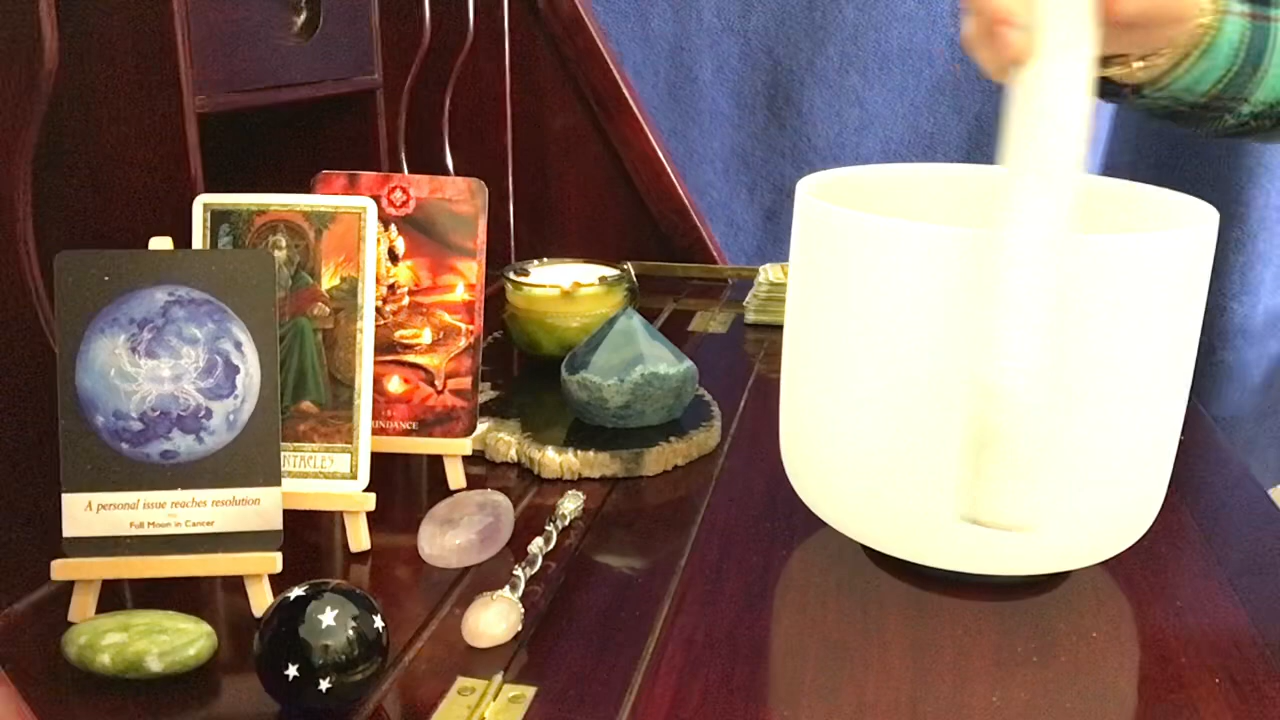 A personal issue reaches resolution
Full Moon in Cancer
NTACLES
UNDANCE